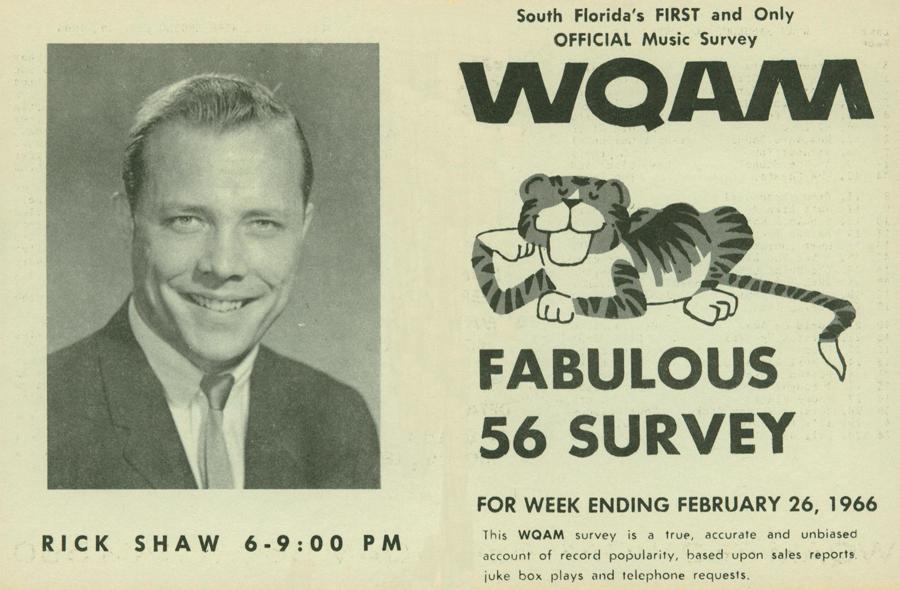 South Florida's FIRST and Only
OFFICIAL Music Survey
WQAM
FABULOUS
56 SURVEY
FOR WEEK ENDING FEBRUARY 26, 1966
This WQAM survey is a true, accurate and unbiased
account of record popularity, based upon sales reports
juke box plays and telephone requests.
RICK SHAW 6-9:00 PM